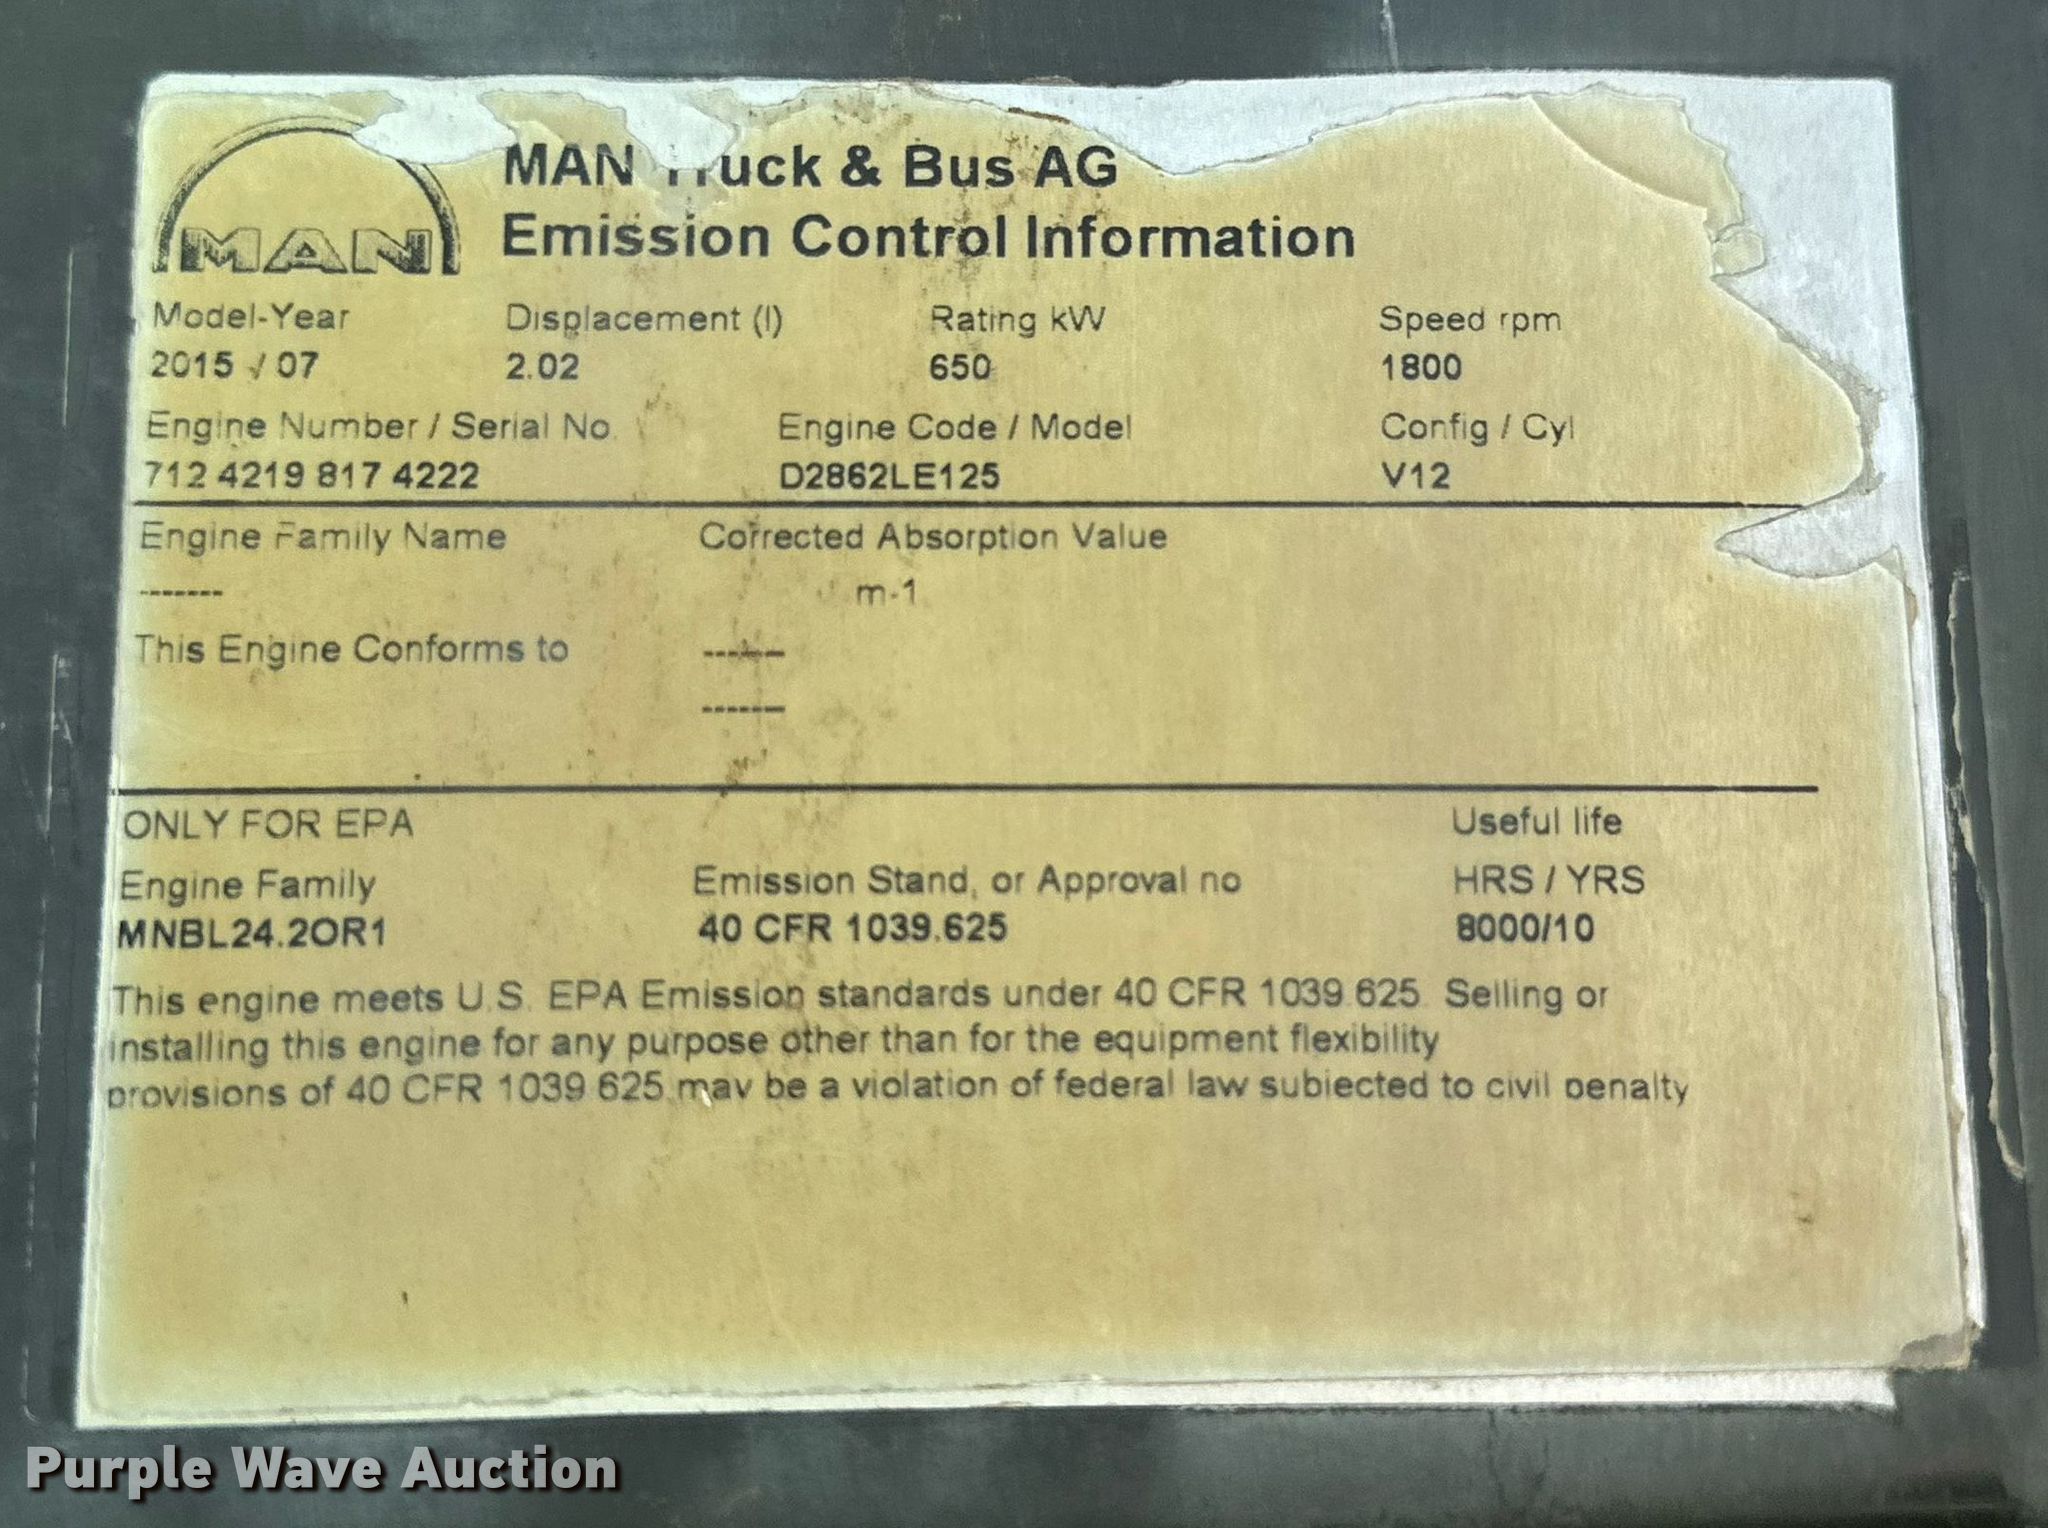 MAN Truck & Bus AG
Emission Control Information
MAN
Model-Year Displacement (l) Rating kW Speed rpm
2015 / 07 2.02 650 1800
Engine Number / Serial No. Engine Code / Model Config / Cyl
712 4219 817 4222 D2862LE125 V12
Engine Family Name Corrected Absorption Value
------- m-1
This Engine Conforms to -------
-------
ONLY FOR EPA Useful life
Engine Family Emission Stand, or Approval no HRS / YRS
MNBL24.2OR1 40 CFR 1039.625 8000/10
This engine meets U.S. EPA Emission standards under 40 CFR 1039.625. Selling or
installing this engine for any purpose other than for the equipment flexibility
provisions of 40 CFR 1039.625 may be a violation of federal law subjected to civil penalty
Purple Wave Auction